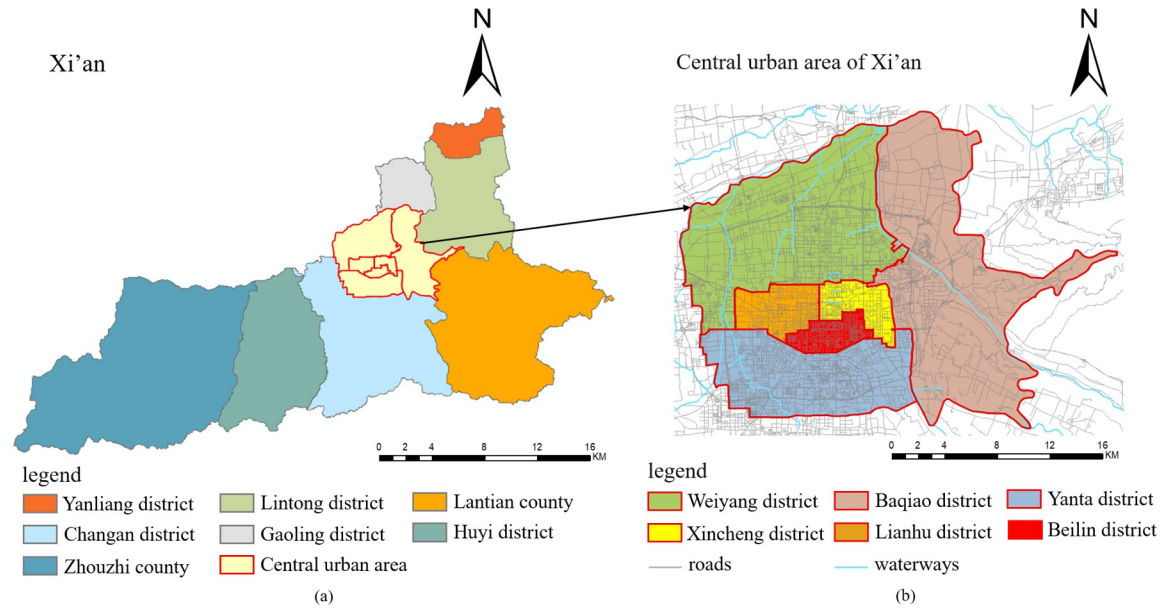 N
Xi’an
0 2 4 8 12 16
KM
legend
Yanliang district
Lintong district
Lantian county
Changan district
Gaoling district
Huyi district
Zhouzhi county
Central urban area
(a)
N
Central urban area of Xi’an
0 2 4 8 12 16
KM
legend
Weiyang district
Baqiao district
Yanta district
Xincheng district
Lianhu district
Beilin district
roads
waterways
(b)